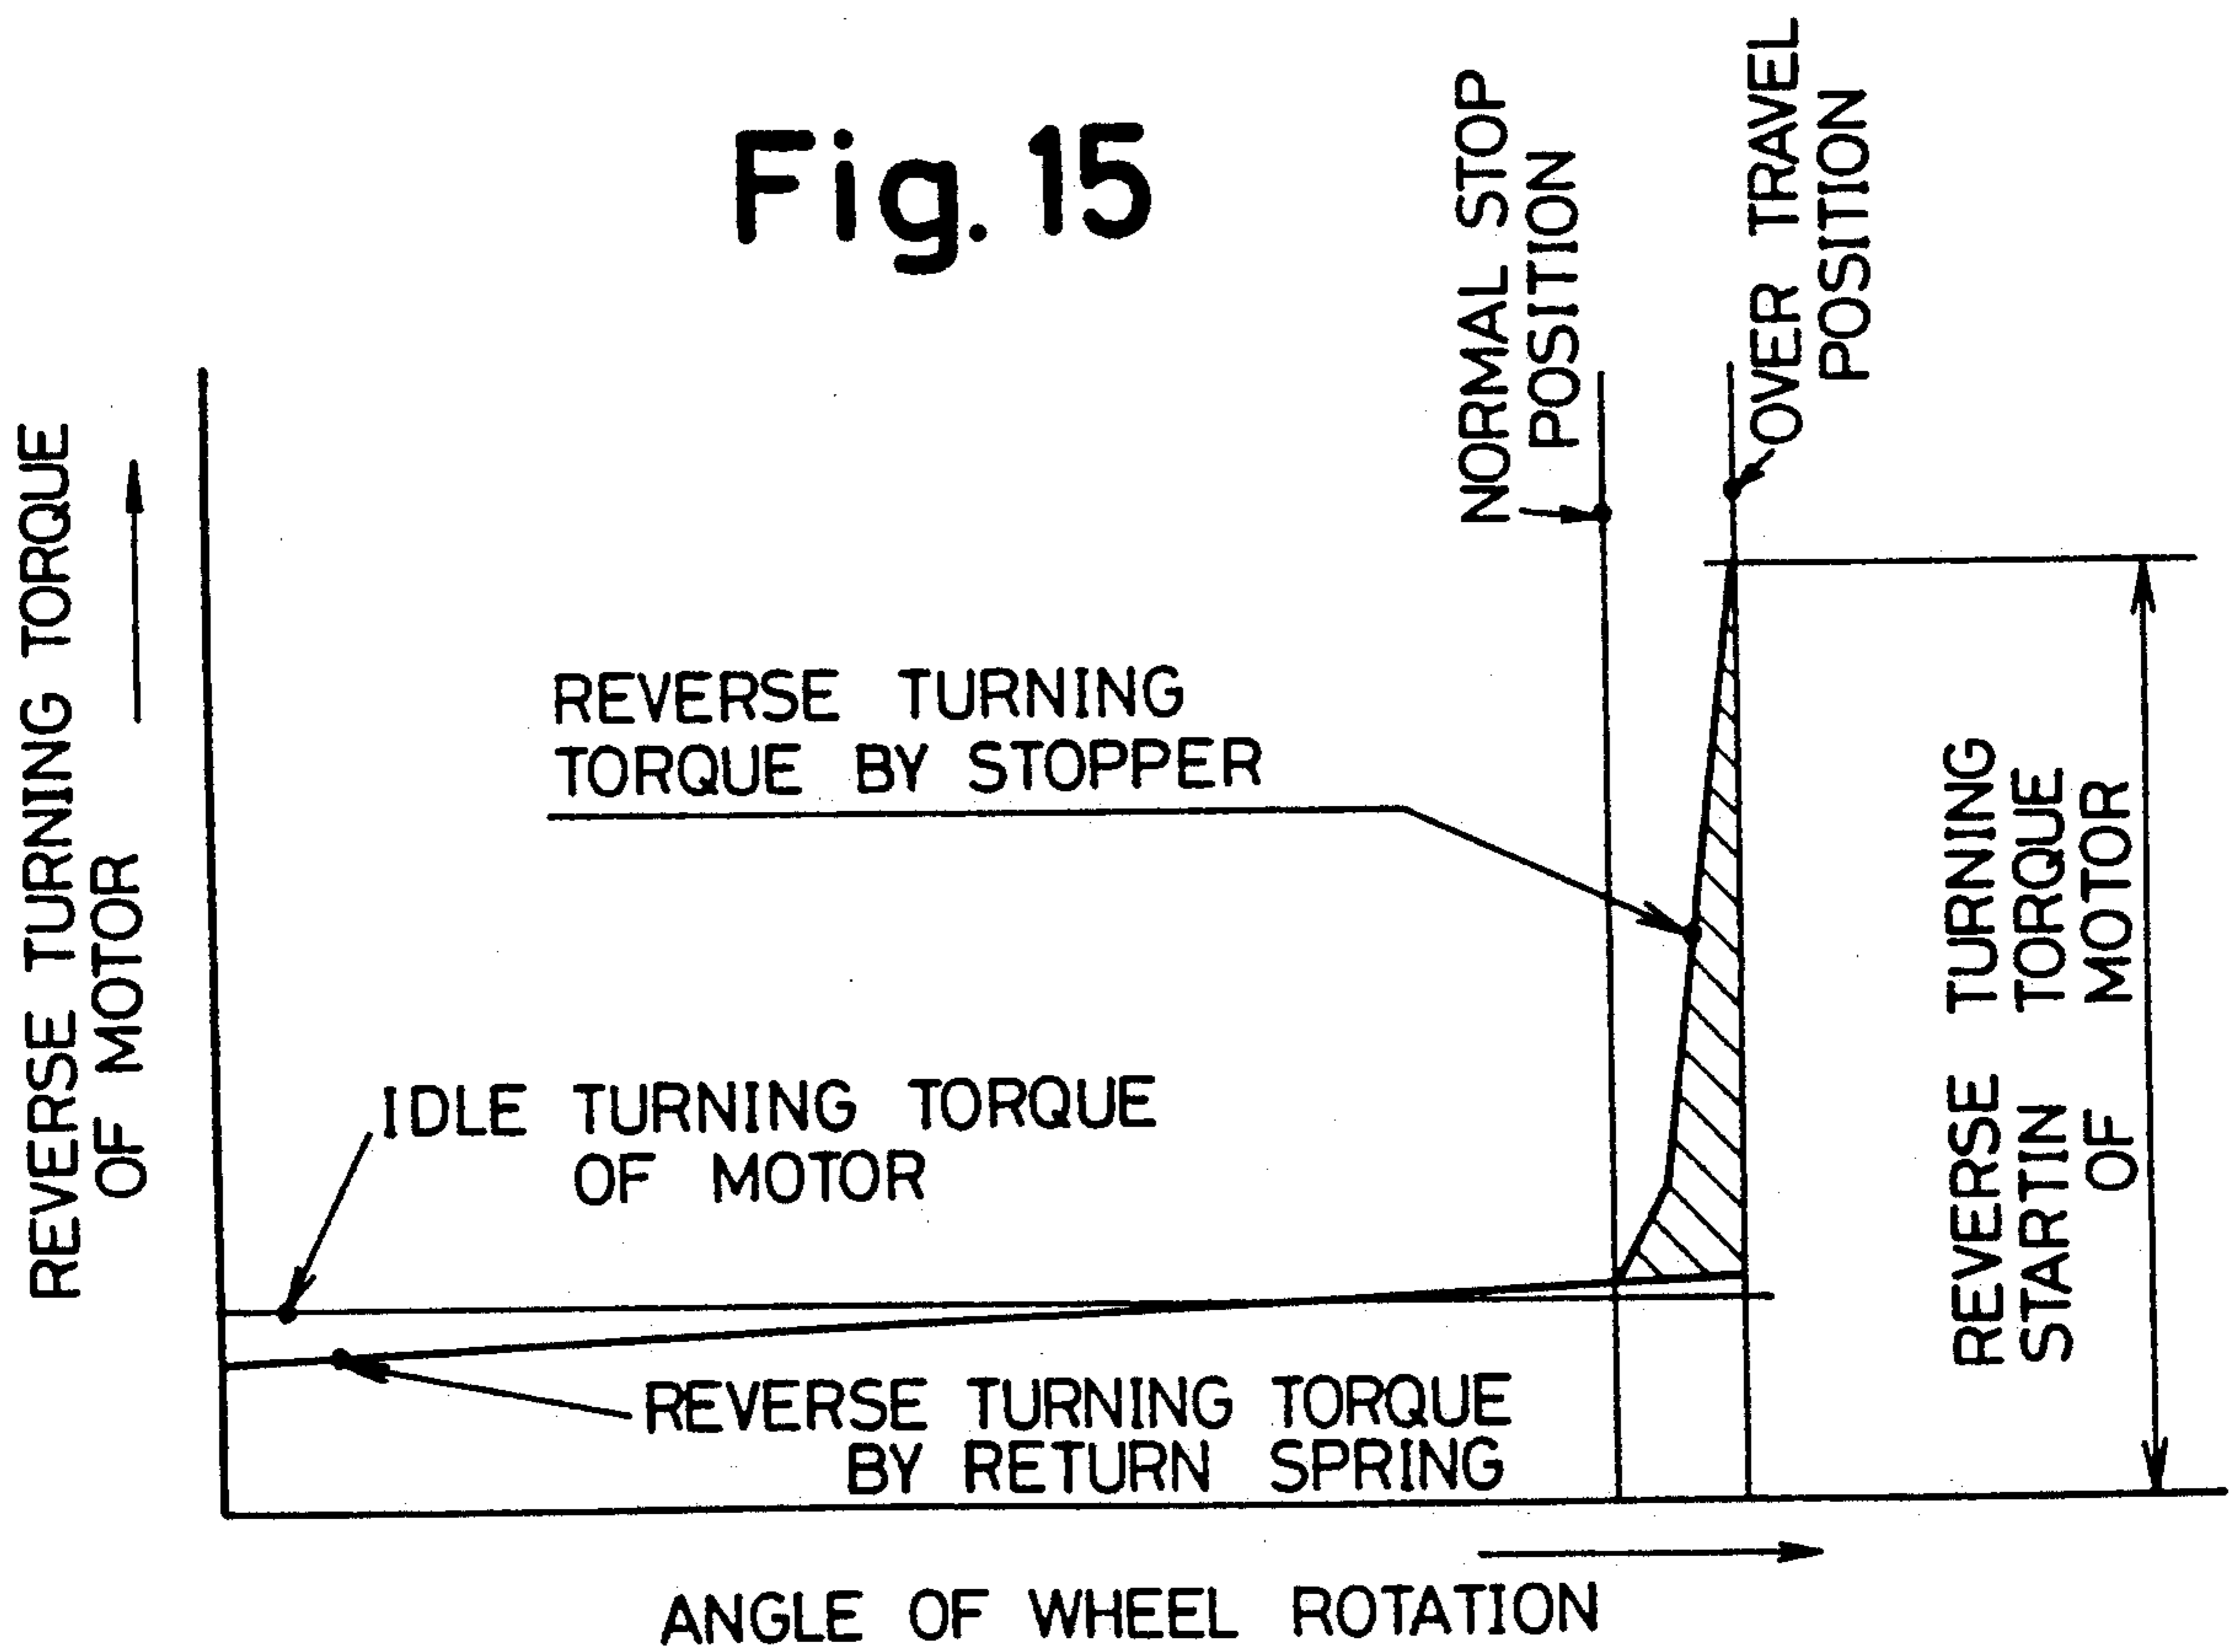 Fig. 15
NORMAL STOP
POSITION
OVER TRAVEL
POSITION
REVERSE TURNING TORQUE
OF MOTOR
REVERSE TURNING
TORQUE BY STOPPER
IDLE TURNING TORQUE
OF MOTOR
REVERSE TURNING TORQUE
BY RETURN SPRING
REVERSE TURNING
STARTIN TORQUE
OF MOTOR
ANGLE OF WHEEL ROTATION